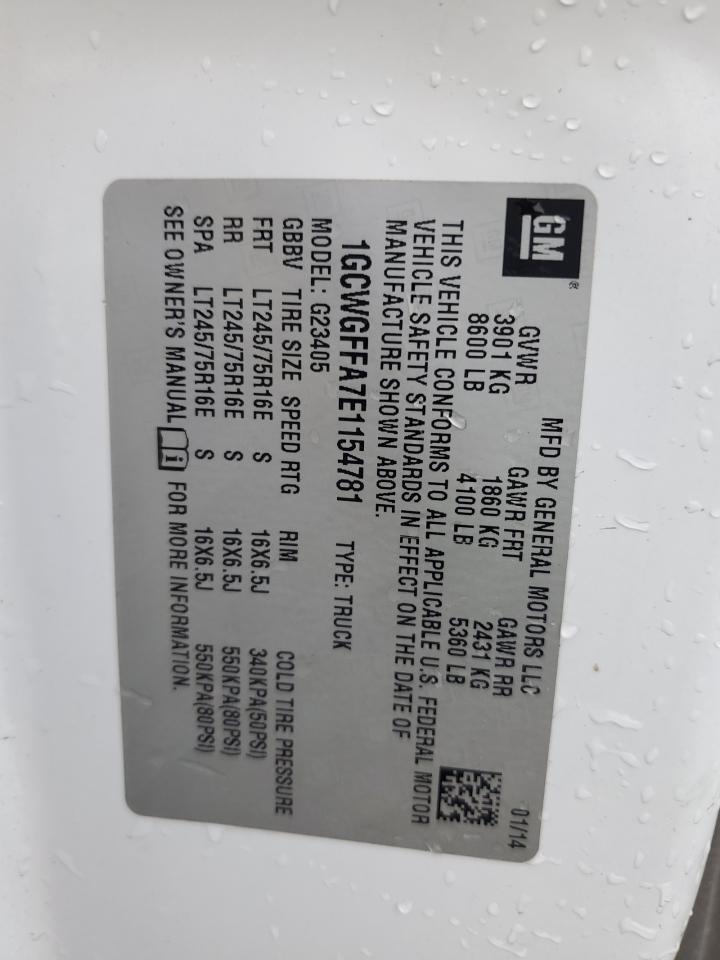 GM®
MFD BY GENERAL MOTORS LLC 01/14
GVWR GAWR FRT GAWR RR
3901 KG 1860 KG 2431 KG
8600 LB 4100 LB 5360 LB
THIS VEHICLE CONFORMS TO ALL APPLICABLE U.S. FEDERAL MOTOR
VEHICLE SAFETY STANDARDS IN EFFECT ON THE DATE OF
MANUFACTURE SHOWN ABOVE.
1GCWGFFA7E1154781 TYPE: TRUCK
MODEL: G23405
GBBV TIRE SIZE SPEED RTG RIM COLD TIRE PRESSURE
FRT LT245/75R16E S 16X6.5J 340KPA(50PSI)
RR LT245/75R16E S 16X6.5J 550KPA(80PSI)
SPA LT245/75R16E S 16X6.5J 550KPA(80PSI)
SEE OWNER'S MANUAL i FOR MORE INFORMATION.